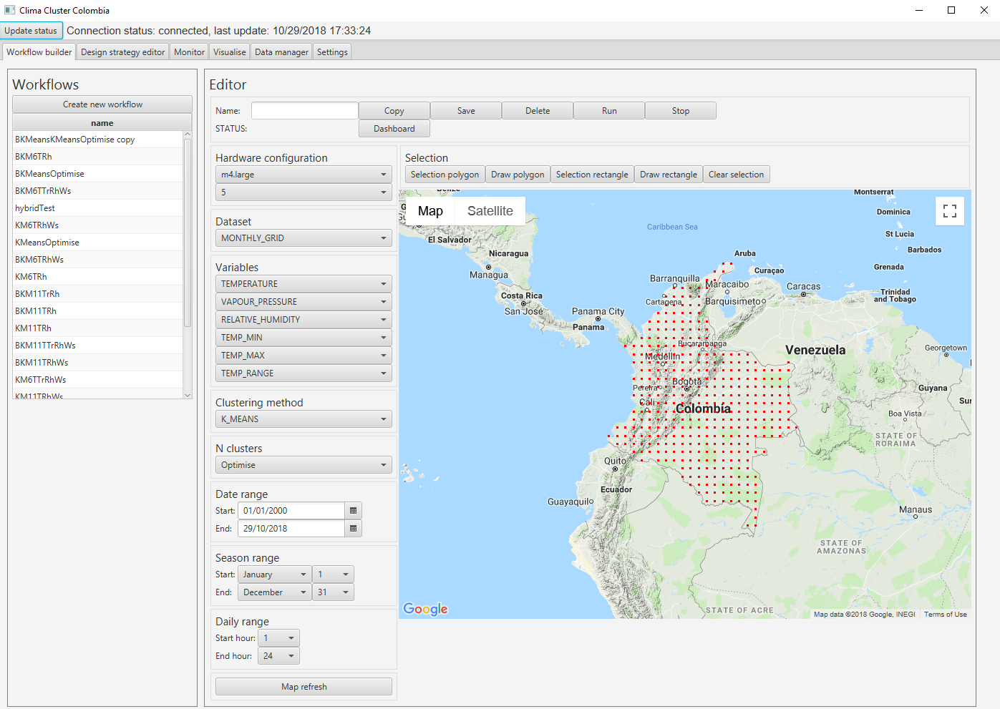 Clima Cluster Colombia
Update status Connection status: connected, last update: 10/29/2018 17:33:24
Workflow builder Design strategy editor Monitor Visualise Data manager Settings
Workflows
Create new workflow
name
BKMeansKMeansOptimise copy
BKM6TRh
BKMeansOptimise
BKM6TTrRhWs
hybridTest
KM6TRhWs
KMeansOptimise
BKM6TRhWs
KM6TRh
BKM11TrRh
BKM11TRh
KM11TRh
BKM11TTrRhWs
BKM11TRhWs
KM6TTrRhWs
KM11TRhWs
Editor
Name: Copy Save Delete Run Stop
STATUS: Dashboard
Hardware configuration
m4.large
5
Dataset
MONTHLY_GRID
Variables
TEMPERATURE
VAPOUR_PRESSURE
RELATIVE_HUMIDITY
TEMP_MIN
TEMP_MAX
TEMP_RANGE
Clustering method
K_MEANS
N clusters
Optimise
Date range
Start: 01/01/2000
End: 29/10/2018
Season range
Start: January 1
End: December 31
Daily range
Start hour: 1
End hour: 24
Map refresh
Selection
Selection polygon Draw polygon Selection rectangle Draw rectangle Clear selection
Map Satellite
Belize
Montserrat
Dominica
Caribbean Sea
St Lucia
El Salvador
Barbados
Nicaragua
Aruba
Grenada
Managua
Curaçao
Barranquilla
Maracaibo
Caracas
Costa Rica
Cartagena
Trinidad
and Tobago
San José
Panama City
Barquisimeto
Panama
Bucaramanga
Venezuela
Georgetown
Medellín
Bogotá
Pereira
Guyana
Cali
Colombia
Sur
Boa Vista
STATE OF
RORAIMA
Quito
Ecuador
Guayaquil
Manaus
STATE OF
AMAZONAS
STATE OF ACRE
Google
Map data ©2018 Google, INEGI Terms of Use